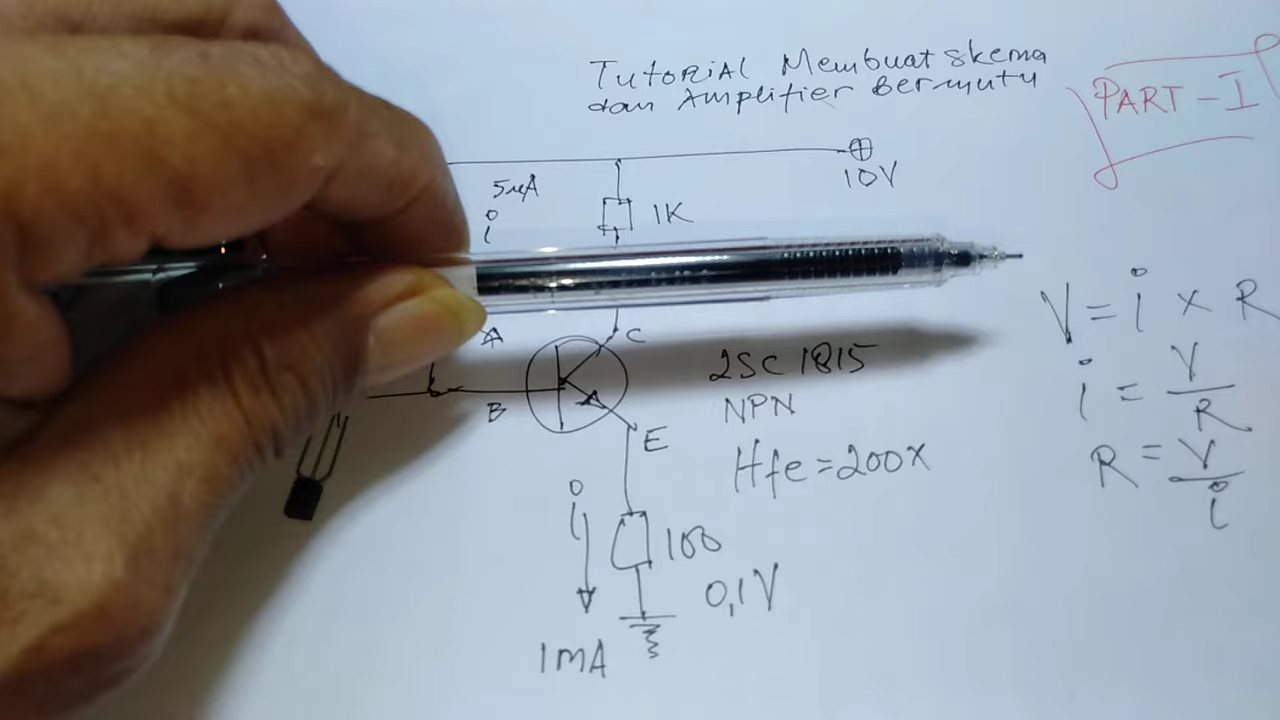 TUTORIAL Membuat skema
dan Amplifier Bermutu
PART - I
10V
5uA
i
1K
C
B
2SC 1815
NPN
E
Hfe = 200x
i
100
0,1V
1mA
V = i x R
i = V
R
R = V
i